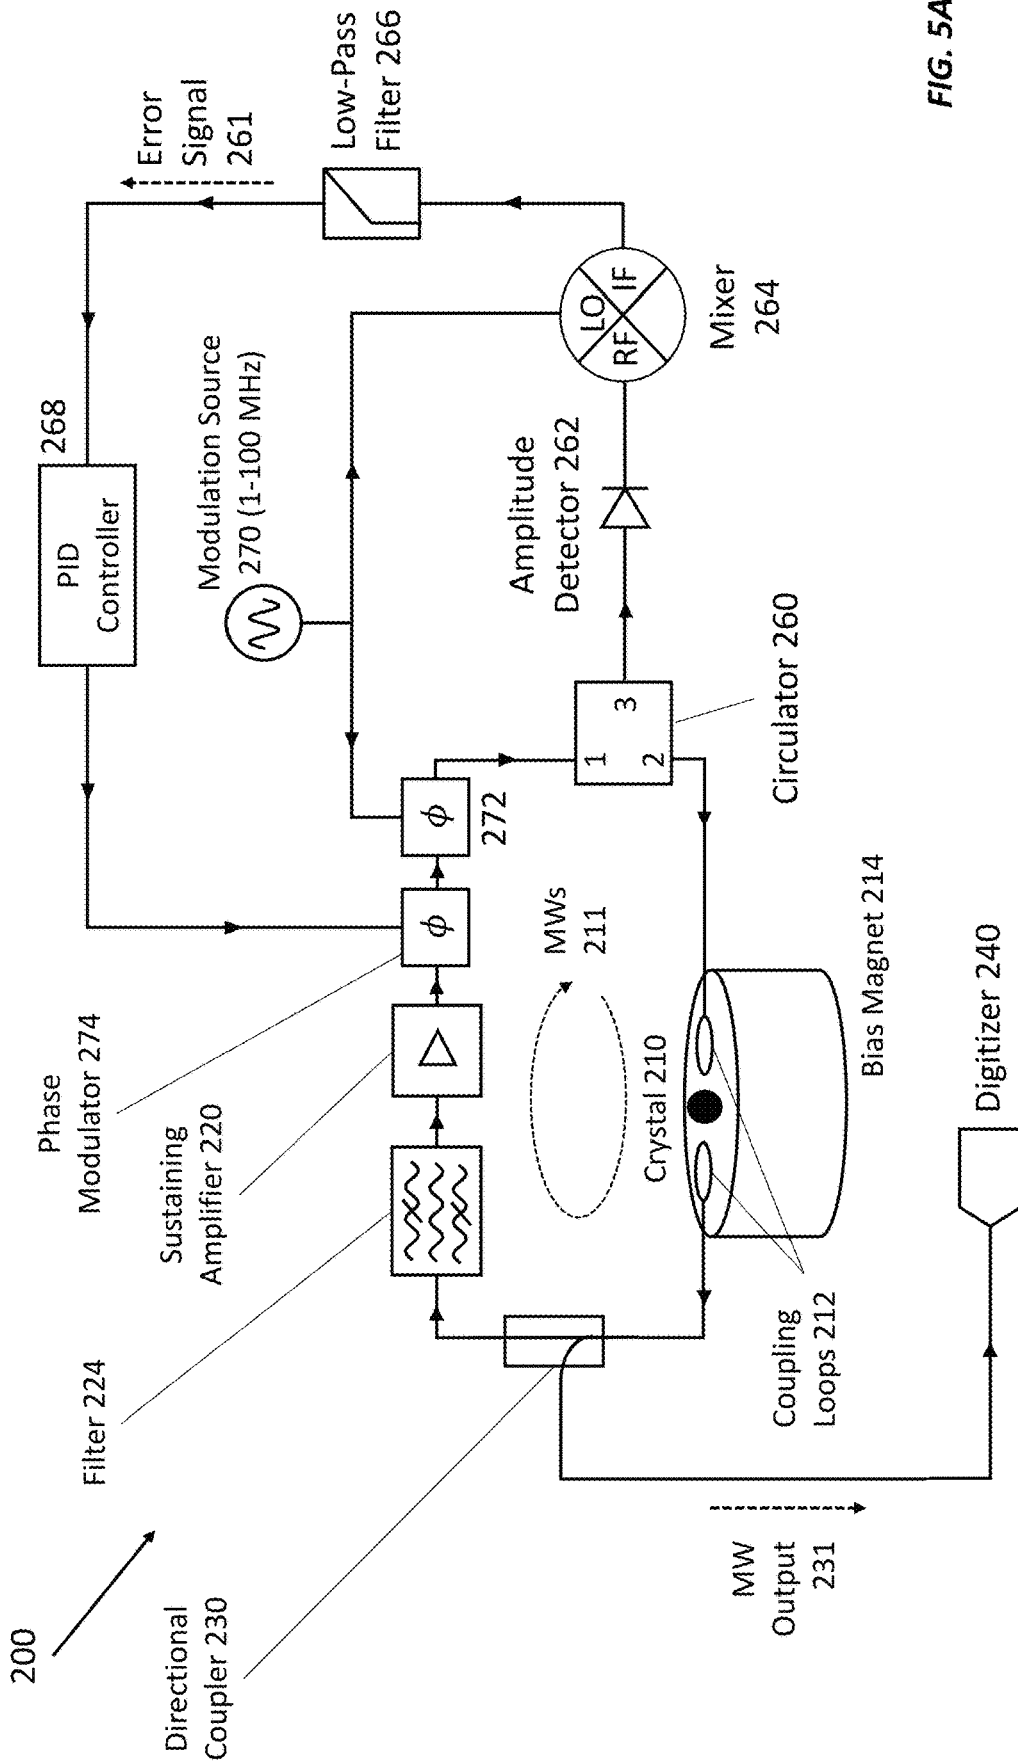 200
Directional
Coupler 230
Filter 224
Sustaining
Amplifier 220
Phase
Modulator 274
ϕ
ϕ
272
PID
Controller
268
Modulation Source
270 (1-100 MHz)
Error
Signal
261
Low-Pass
Filter 266
MWs
211
Amplitude
Detector 262
LO
RF
IF
Mixer
264
1
2
3
Circulator 260
Crystal 210
Coupling
Loops 212
Bias Magnet 214
MW
Output
231
Digitizer 240
FIG. 5A